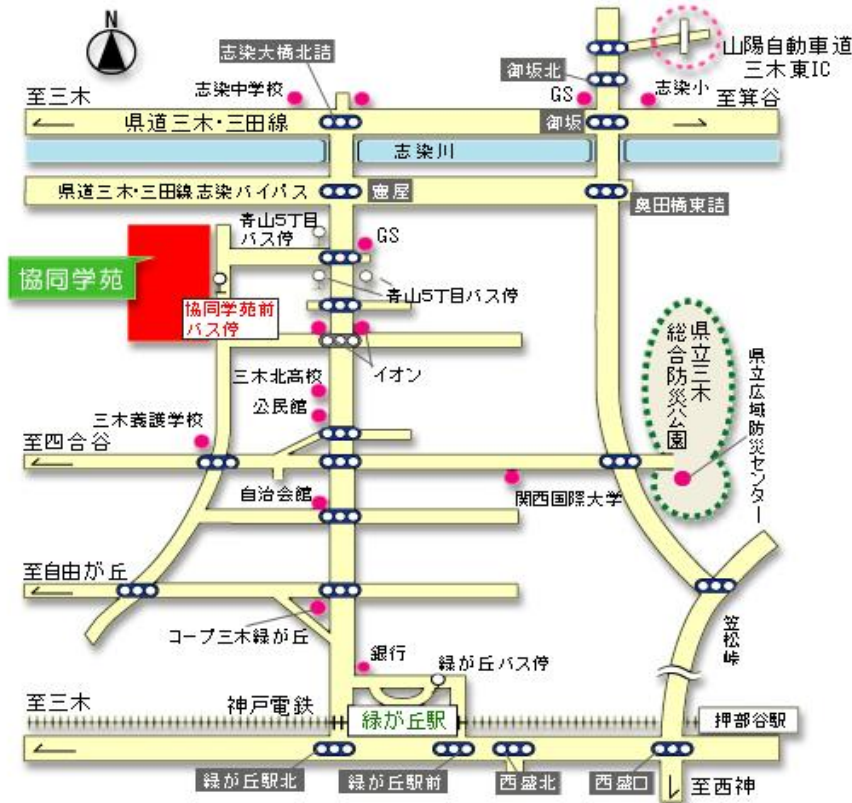 N
志染大橋北詰
山陽自動車道
三木東IC
御坂北
至三木
志染中学校
GS
志染小
至箕谷
県道三木・三田線
御坂
志染川
県道三木・三田線志染バイパス
窟屋
奥田橋東詰
青山5丁目
バス停
GS
協同学苑
青山5丁目バス停
協同学苑前
バス停
イオン
三木北高校
公民館
県立三木
総合防災公園
県立広域防災センター
三木養護学校
至四合谷
自治会館
関西国際大学
至自由が丘
コープ三木緑が丘
笠松峠
銀行
緑が丘バス停
至三木
神戸電鉄
緑が丘駅
押部谷駅
緑が丘駅北
緑が丘駅前
西盛北
西盛口
至西神